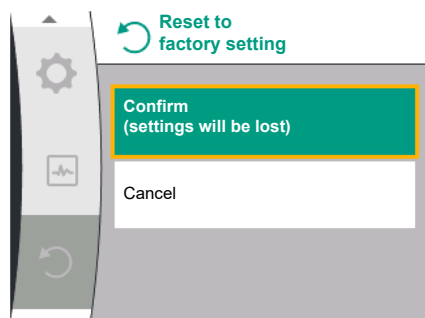 Reset to
factory setting
Confirm
(settings will be lost)
Cancel